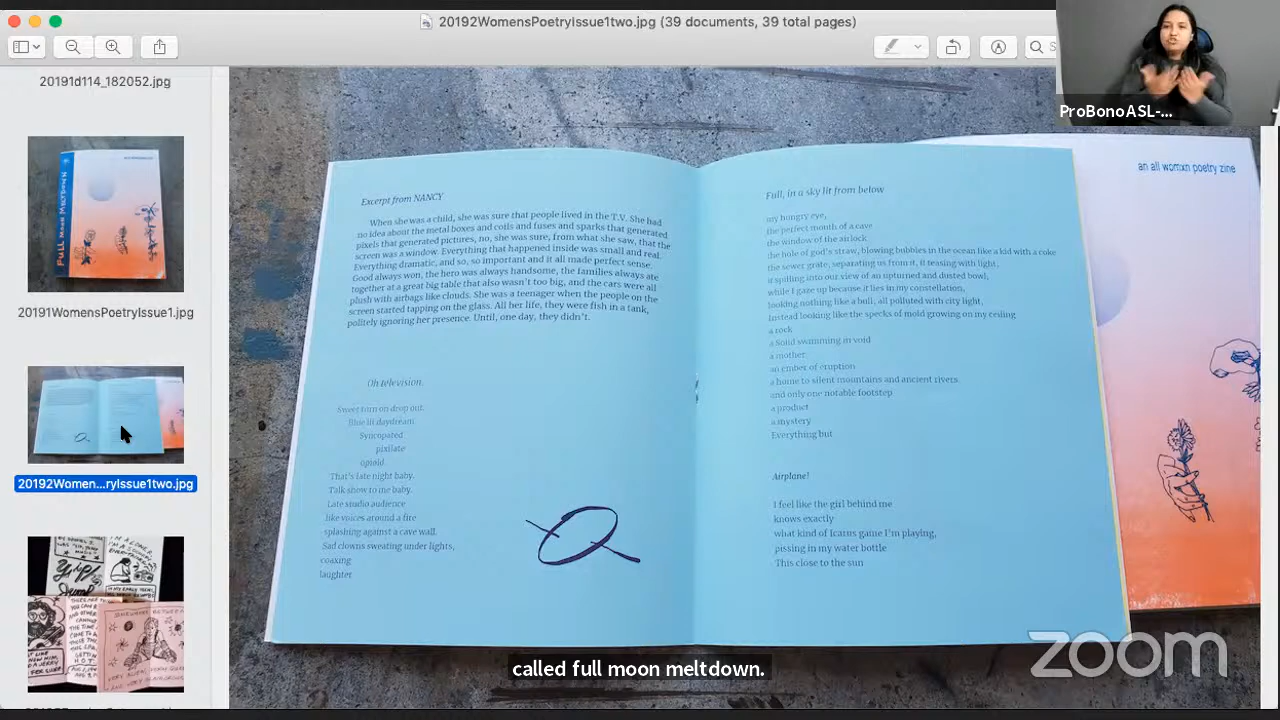 20192WomensPoetryIssue1two.jpg (39 documents, 39 total pages)
20191d114_182052.jpg
FULL MOON MELTDOWN
20191WomensPoetryIssue1.jpg
20192Women...ryIssue1two.jpg
ProBonoASL-...
an all womxn poetry zine
Excerpt from NANCY
When she was a child, she was sure that people lived in the T.V. She had
no idea about the metal boxes and coils and fuses and sparks that generated
pixels that generated pictures, no, she was sure, from what she saw, that the
screen was a window. Everything that happened inside was small and real.
Everything dramatic, and so, so important and it all made perfect sense.
Good always won, the hero was always handsome, the families always ate
together at a great big table that also wasn't too big, and the cars were all
plush with airbags like clouds. She was a teenager when the people on the
screen started tapping on the glass. All her life, they were fish in a tank,
politely ignoring her presence. Until, one day, they didn't.
Oh television,
Sweet turn on drop out.
Blue lit daydream
Syncopated
pixilate
opioid
That's late night baby.
Talk show to me baby.
Late studio audience
like voices around a fire
splashing against a cave wall.
Sad clowns sweating under lights,
coaxing
laughter
Full, in a sky lit from below
my hungry eye,
the perfect month of a cave
the window of the airlock
the hole of god's straw, blowing bubbles in the ocean like a kid with a coke
the sewer grate, separating us from it, it teasing with light,
it spilling into our view of an upturned and dusted bowl,
while I gaze up because it lies in my constellation,
looking nothing like a bull, all polluted with city light,
Instead looking like the specks of mold growing on my ceiling
a rock
a Solid swimming in void
a mother
an ember of eruption
a home to silent mountains and ancient rivers
and only one notable footstep
a product
a mystery
Everything but
Airplane!
I feel like the girl behind me
knows exactly
what kind of Icarus game I'm playing,
pissing in my water bottle
This close to the sun
called full moon meltdown.
zoom